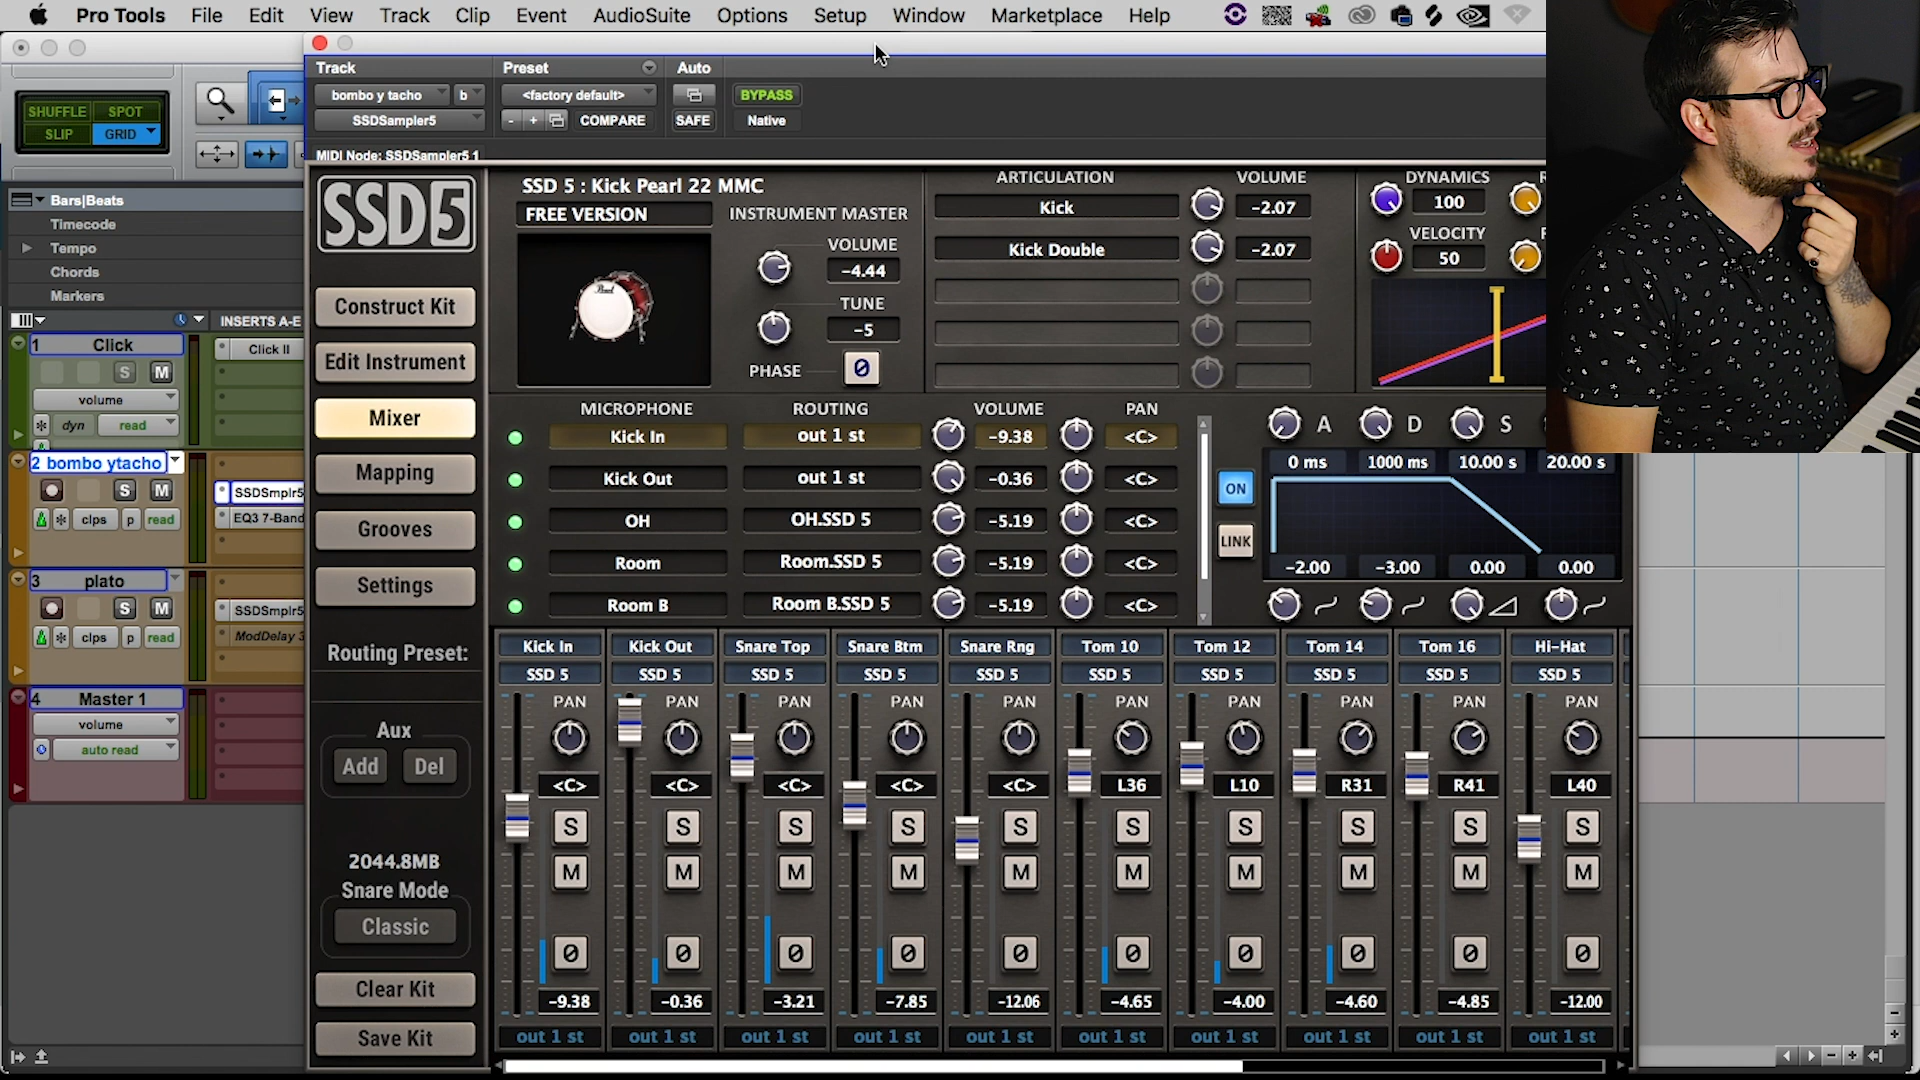 Pro Tools File Edit View Track Clip Event AudioSuite Options Setup Window Marketplace Help
SHUFFLE SPOT
SLIP GRID
Track Preset Auto
bombo y tacho b <factory default> BYPASS
SSDSampler5 - + COMPARE SAFE Native
MIDI Node: SSDSampler5 1
Bars|Beats
Timecode
Tempo
Chords
Markers
INSERTS A-E
1 Click
Click II
S M
volume
dyn read
2 bombo ytacho
S M
SSDSmplr5
clps p read
EQ3 7-Band
3 plato
S M
SSDSmplr5
clps p read
ModDelay 3
4 Master 1
volume
auto read
SSD5
Construct Kit
Edit Instrument
Mixer
Mapping
Grooves
Settings
Routing Preset:
Aux
Add Del
2044.8MB
Snare Mode
Classic
Clear Kit
Save Kit
SSD 5 : Kick Pearl 22 MMC
FREE VERSION
INSTRUMENT MASTER
VOLUME
-4.44
TUNE
-5
PHASE Ø
ARTICULATION VOLUME
Kick -2.07
Kick Double -2.07
DYNAMICS
100
VELOCITY
50
MICROPHONE ROUTING VOLUME PAN
Kick In out 1 st -9.38 <C>
Kick Out out 1 st -0.36 <C>
OH OH.SSD 5 -5.19 <C>
Room Room.SSD 5 -5.19 <C>
Room B Room B.SSD 5 -5.19 <C>
ON
LINK
A D S
0 ms 1000 ms 10.00 s 20.00 s
-2.00 -3.00 0.00 0.00
Kick In Kick Out Snare Top Snare Btm Snare Rng Tom 10 Tom 12 Tom 14 Tom 16 Hi-Hat
SSD 5 SSD 5 SSD 5 SSD 5 SSD 5 SSD 5 SSD 5 SSD 5 SSD 5 SSD 5
PAN PAN PAN PAN PAN PAN PAN PAN PAN PAN
<C> <C> <C> <C> <C> L36 L10 R31 R41 L40
S S S S S S S S S S
M M M M M M M M M M
Ø Ø Ø Ø Ø Ø Ø Ø Ø
-9.38 -0.36 -3.21 -7.85 -12.06 -4.65 -4.00 -4.60 -4.85 -12.00
out 1 st out 1 st out 1 st out 1 st out 1 st out 1 st out 1 st out 1 st out 1 st out 1 st